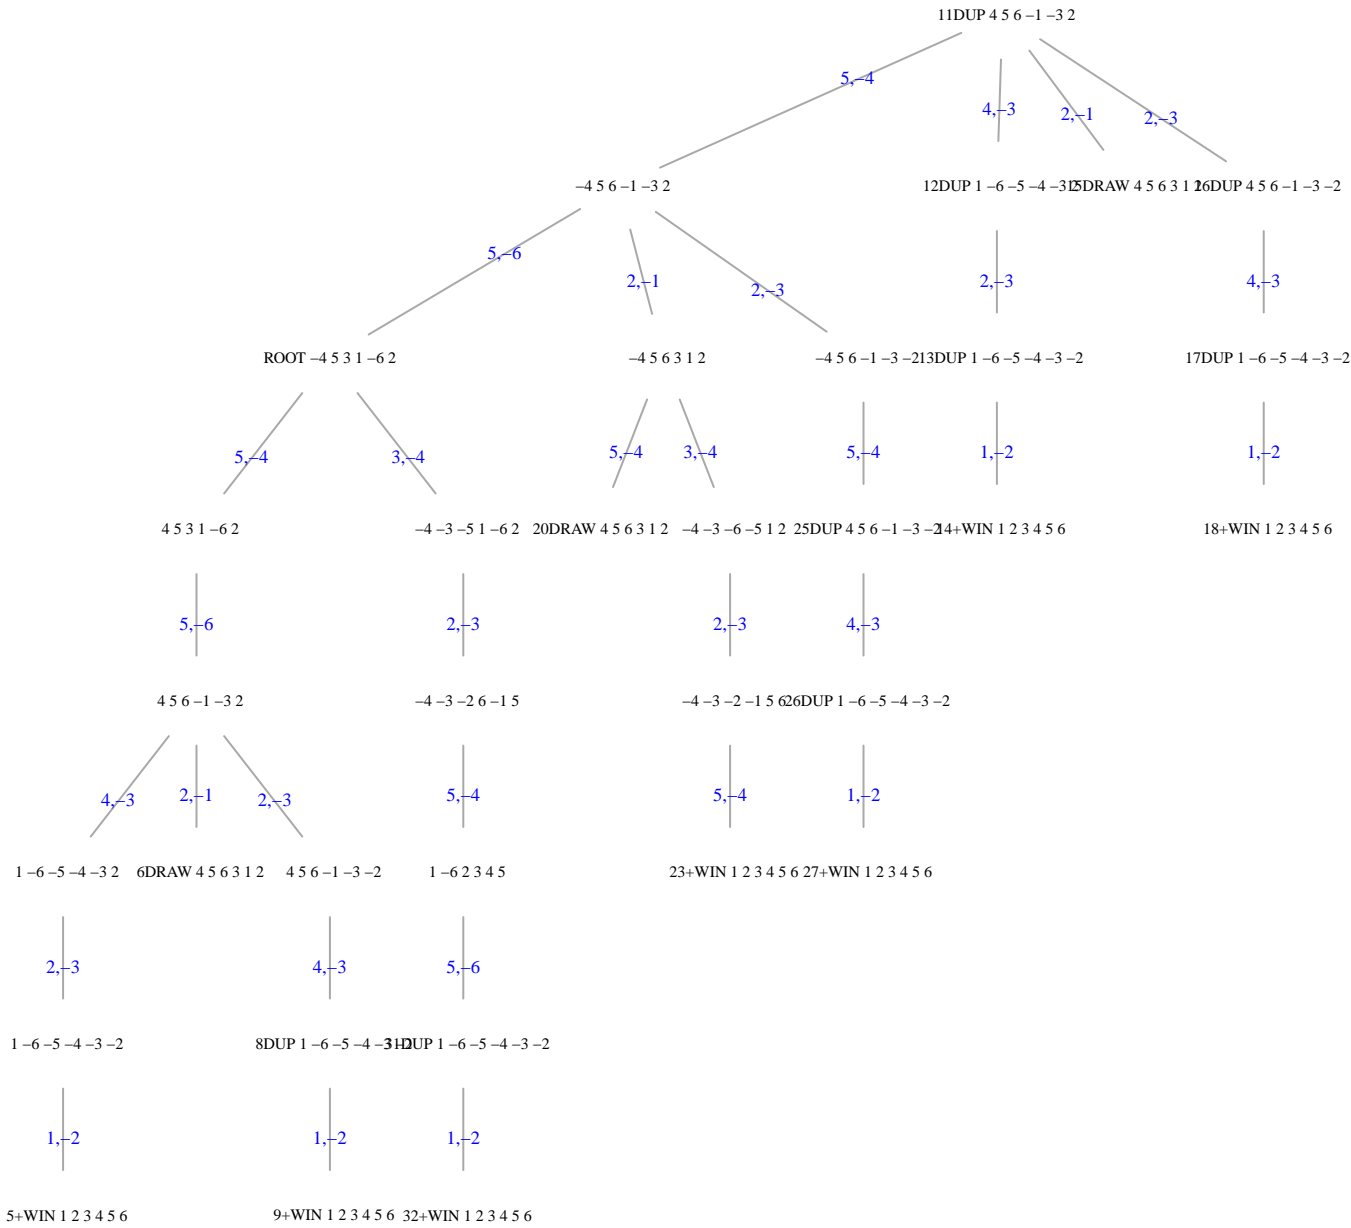 11DUP 4 5 6 –1 –3 2
5,–4
4,–3
2,–1
2,–3
–4 5 6 –1 –3 2
12DUP 1 –6 –5 –4 –3 2
15DRAW 4 5 6 3 1 2
16DUP 4 5 6 –1 –3 –2
5,–6
2,–1
2,–3
2,–3
4,–3
ROOT –4 5 3 1 –6 2
–4 5 6 3 1 2
–4 5 6 –1 –3 –2
13DUP 1 –6 –5 –4 –3 –2
17DUP 1 –6 –5 –4 –3 –2
5,–4
3,–4
5,–4
3,–4
5,–4
1,–2
1,–2
4 5 3 1 –6 2
–4 –3 –5 1 –6 2
20DRAW 4 5 6 3 1 2
–4 –3 –6 –5 1 2
25DUP 4 5 6 –1 –3 –2
14+WIN 1 2 3 4 5 6
18+WIN 1 2 3 4 5 6
5,–6
2,–3
2,–3
4,–3
4 5 6 –1 –3 2
–4 –3 –2 6 –1 5
–4 –3 –2 –1 5 6
26DUP 1 –6 –5 –4 –3 –2
4,–3
2,–1
2,–3
5,–4
5,–4
1,–2
1 –6 –5 –4 –3 2
6DRAW 4 5 6 3 1 2
4 5 6 –1 –3 –2
1 –6 2 3 4 5
23+WIN 1 2 3 4 5 6
27+WIN 1 2 3 4 5 6
2,–3
4,–3
5,–6
1 –6 –5 –4 –3 –2
8DUP 1 –6 –5 –4 –3 –2
31DUP 1 –6 –5 –4 –3 –2
1,–2
1,–2
1,–2
5+WIN 1 2 3 4 5 6
9+WIN 1 2 3 4 5 6
32+WIN 1 2 3 4 5 6